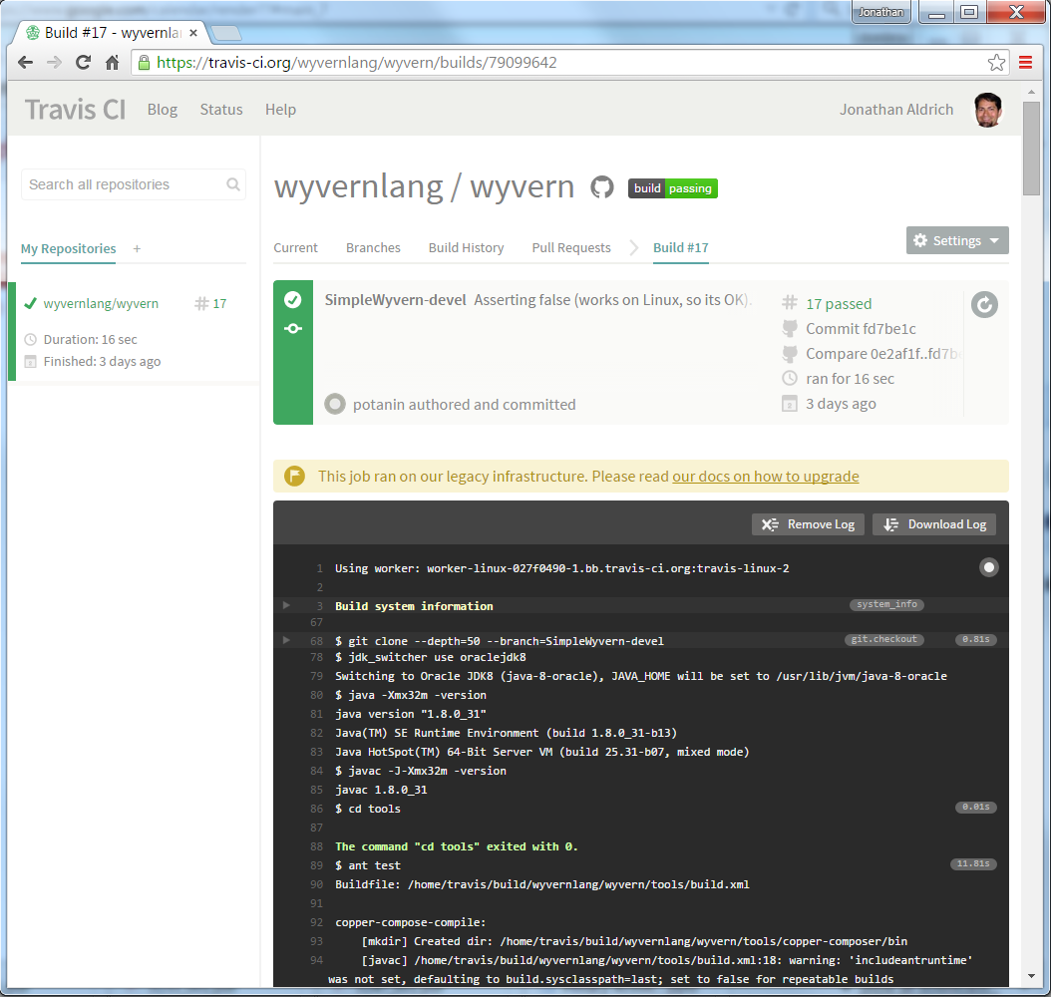 Jonathan
Build #17 - wyvernla
https://travis-ci.org/wyvernlang/wyvern/builds/79099642
Travis CI Blog Status Help Jonathan Aldrich
Search all repositories
wyvernlang / wyvern build passing
My Repositories +
Current Branches Build History Pull Requests Build #17 Settings
wyvernlang/wyvern # 17
Duration: 16 sec
Finished: 3 days ago
SimpleWyvern-devel Asserting false (works on Linux, so its OK).
potanin authored and committed
# 17 passed
Commit fd7be1c
Compare 0e2af1f..fd7b
ran for 16 sec
3 days ago
This job ran on our legacy infrastructure. Please read our docs on how to upgrade
Remove Log Download Log
1 Using worker: worker-linux-027f0490-1.bb.travis-ci.org:travis-linux-2
2
3 Build system information system_info
67
68 $ git clone --depth=50 --branch=SimpleWyvern-devel git.checkout 0.81s
78 $ jdk_switcher use oraclejdk8
79 Switching to Oracle JDK8 (java-8-oracle), JAVA_HOME will be set to /usr/lib/jvm/java-8-oracle
80 $ java -Xmx32m -version
81 java version "1.8.0_31"
82 Java(TM) SE Runtime Environment (build 1.8.0_31-b13)
83 Java HotSpot(TM) 64-Bit Server VM (build 25.31-b07, mixed mode)
84 $ javac -J-Xmx32m -version
85 javac 1.8.0_31
86 $ cd tools 0.01s
87
88 The command "cd tools" exited with 0.
89 $ ant test 11.81s
90 Buildfile: /home/travis/build/wyvernlang/wyvern/tools/build.xml
91
92 copper-compose-compile:
93 [mkdir] Created dir: /home/travis/build/wyvernlang/wyvern/tools/copper-composer/bin
94 [javac] /home/travis/build/wyvernlang/wyvern/tools/build.xml:18: warning: 'includeantruntime'
was not set, defaulting to build.sysclasspath=last; set to false for repeatable builds